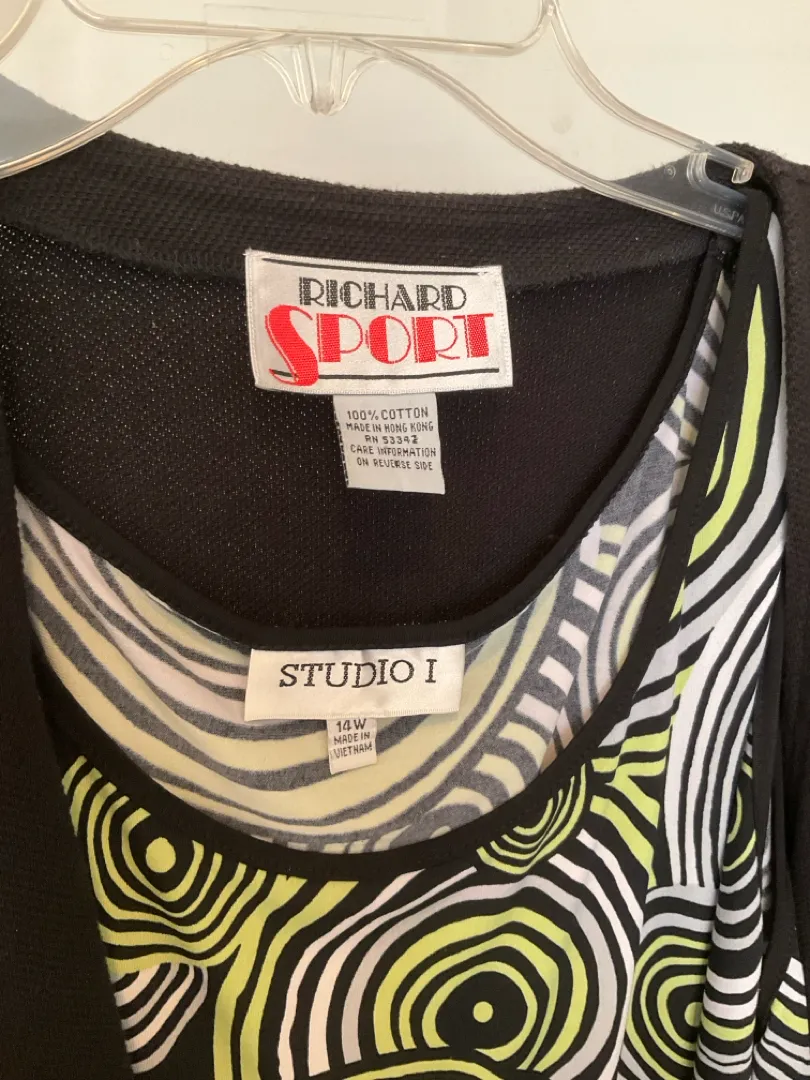 RICHARD
SPORT
100% COTTON
MADE IN HONG KONG
RN 53342
CARE INFORMATION
ON REVERSE SIDE
STUDIO I
14W
MADE IN
VIETNAM